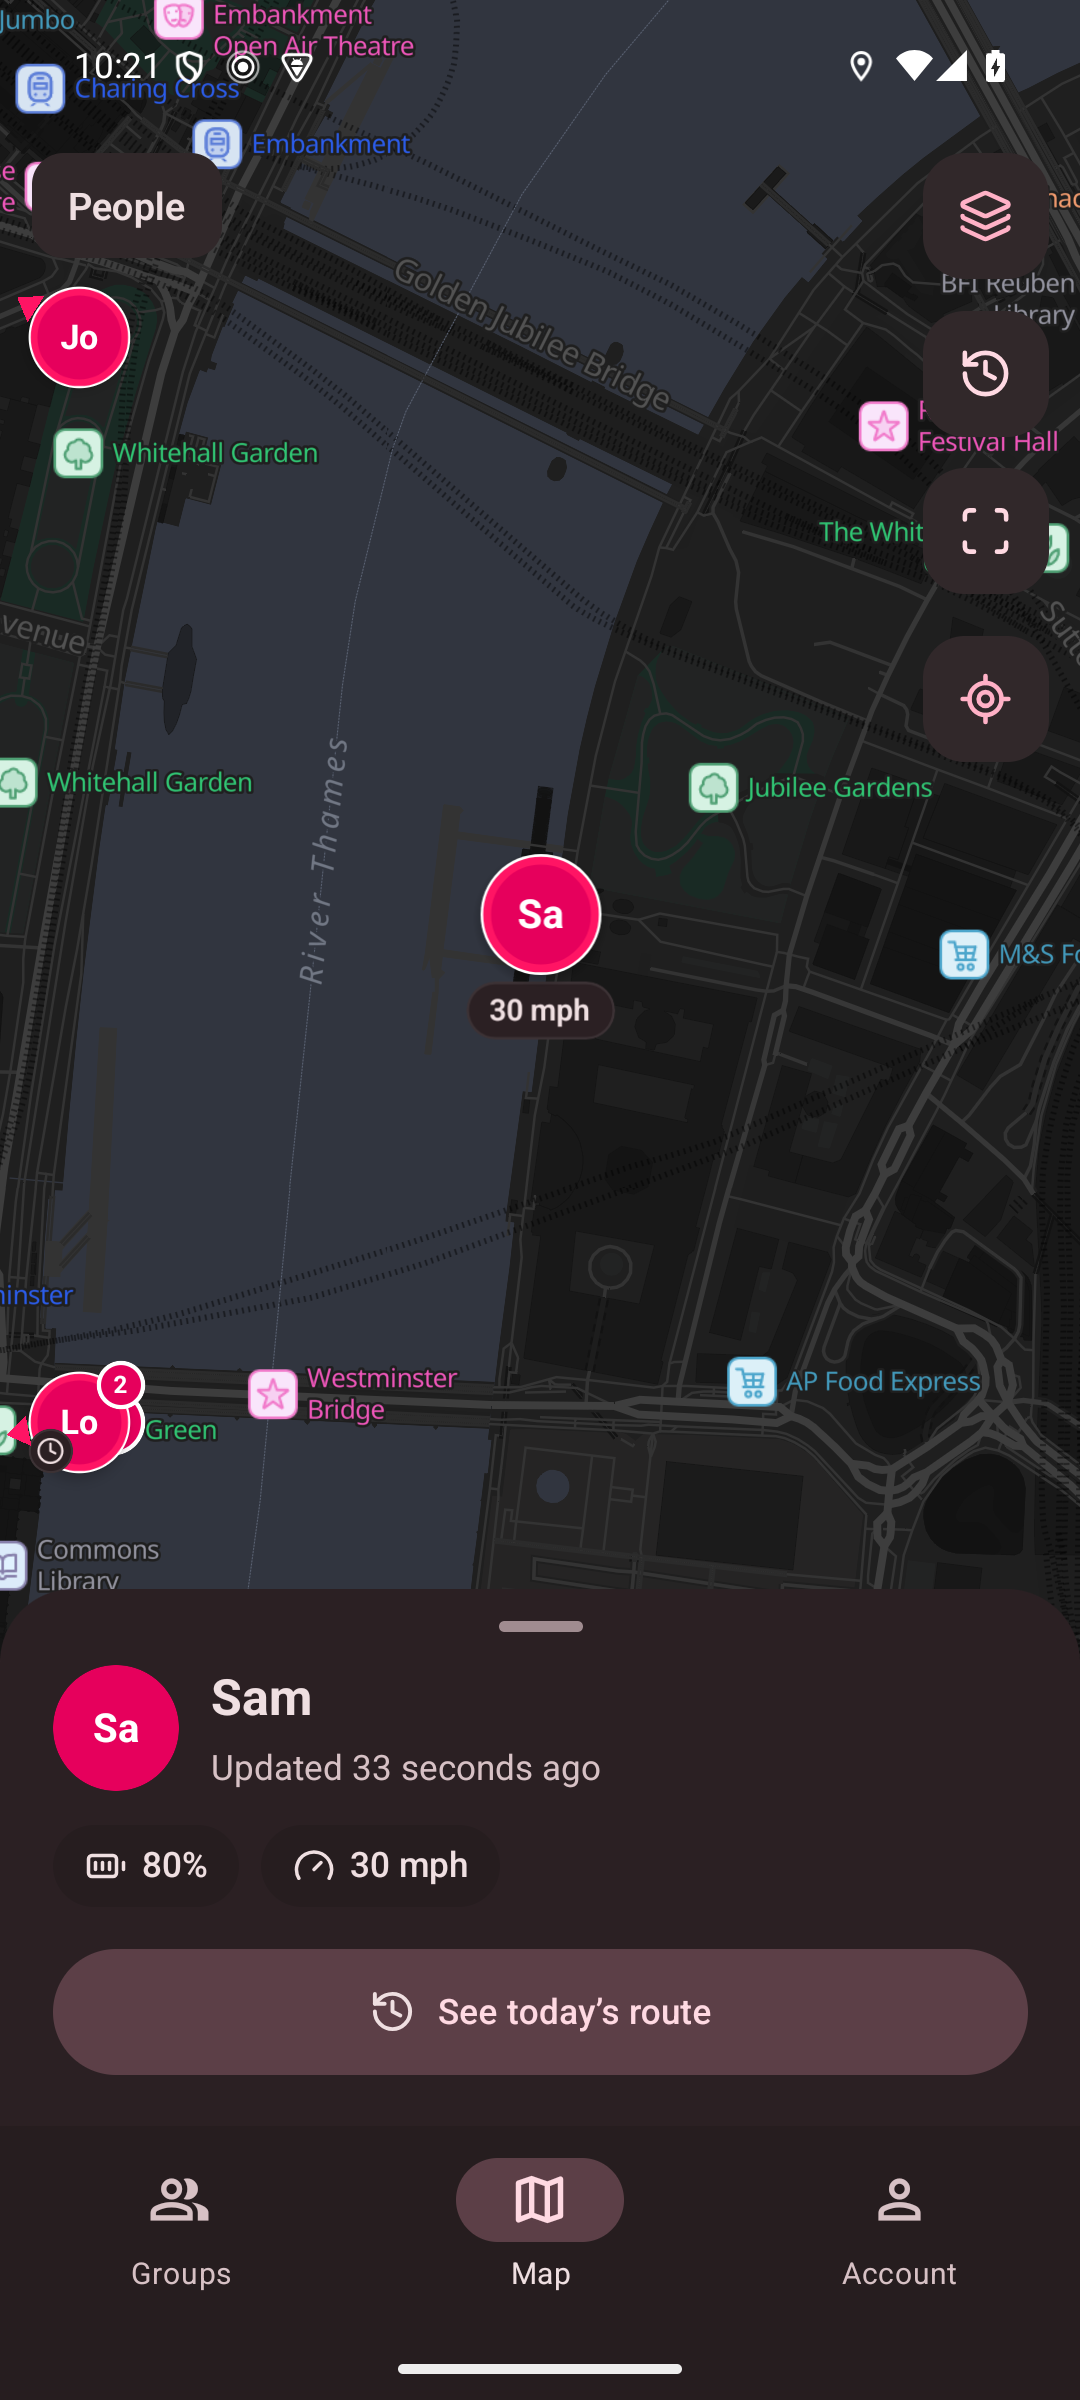 Jumbo
Embankment
Open Air Theatre
10:21
Charing Cross
Embankment
People
Golden Jubilee Bridge
BFI Reuben
Library
Jo
Festival Hall
Whitehall Garden
The Whit
venue
River Thames
Whitehall Garden
Jubilee Gardens
Sa
M&S Fo
30 mph
minster
Westminster
Bridge
AP Food Express
2
Lo
Green
Commons
Library
Sa
Sam
Updated 33 seconds ago
80%
30 mph
See today’s route
Groups
Map
Account